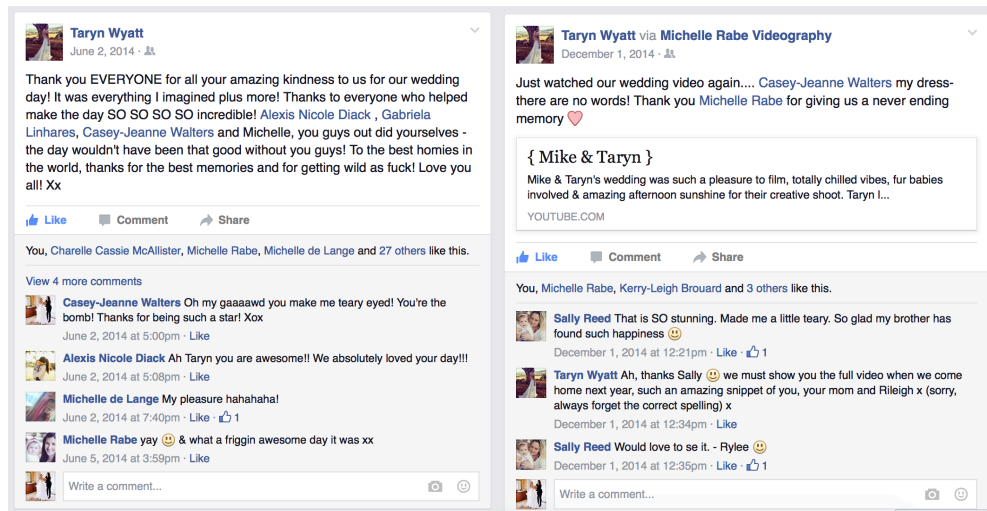 Taryn Wyatt
June 2, 2014 ·
Thank you EVERYONE for all your amazing kindness to us for our wedding
day! It was everything I imagined plus more! Thanks to everyone who helped
make the day SO SO SO SO incredible! Alexis Nicole Diack , Gabriela
Linhares, Casey-Jeanne Walters and Michelle, you guys out did yourselves -
the day wouldn't have been that good without you guys! To the best homies in
the world, thanks for the best memories and for getting wild as fuck! Love you
all! Xx
Like Comment Share
You, Charelle Cassie McAllister, Michelle Rabe, Michelle de Lange and 27 others like this.
View 4 more comments
Casey-Jeanne Walters Oh my gaaaawd you make me teary eyed! You're the
bomb! Thanks for being such a star! Xox
June 2, 2014 at 5:00pm · Like
Alexis Nicole Diack Ah Taryn you are awesome!! We absolutely loved your day!!!
June 2, 2014 at 5:08pm · Like
Michelle de Lange My pleasure hahahaha!
June 2, 2014 at 7:40pm · Like · 1
Michelle Rabe yay 😃 & what a friggin awesome day it was xx
June 5, 2014 at 3:59pm · Like
Write a comment...
Taryn Wyatt via Michelle Rabe Videography
December 1, 2014 ·
Just watched our wedding video again.... Casey-Jeanne Walters my dress-
there are no words! Thank you Michelle Rabe for giving us a never ending
memory ❤
{ Mike & Taryn }
Mike & Taryn's wedding was such a pleasure to film, totally chilled vibes, fur babies
involved & amazing afternoon sunshine for their creative shoot. Taryn l...
YOUTUBE.COM
Like Comment Share
You, Michelle Rabe, Kerry-Leigh Brouard and 3 others like this.
Sally Reed That is SO stunning. Made me a little teary. So glad my brother has
found such happiness 😃
December 1, 2014 at 12:21pm · Like · 1
Taryn Wyatt Ah, thanks Sally 😃 we must show you the full video when we come
home next year, such an amazing snippet of you, your mom and Rileigh x (sorry,
always forget the correct spelling) x
December 1, 2014 at 12:34pm · Like
Sally Reed Would love to se it. - Rylee 😃
December 1, 2014 at 12:35pm · Like · 1
Write a comment...